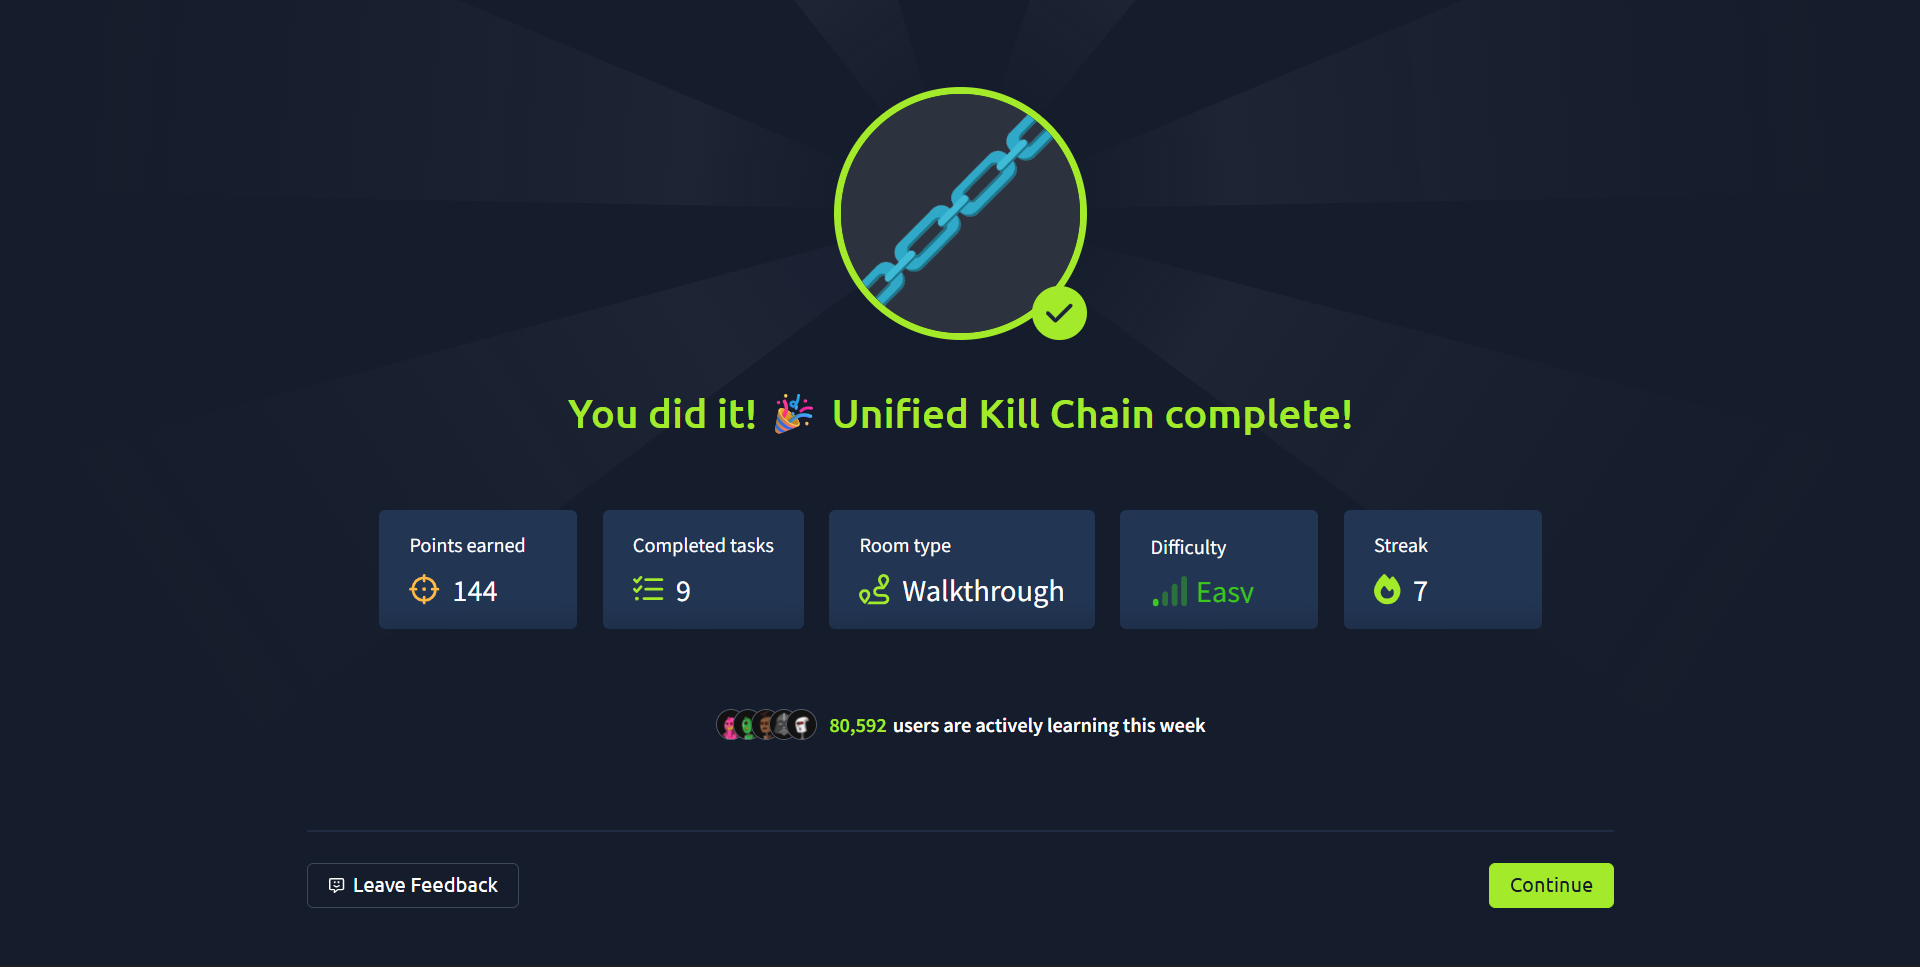 You did it! 🎉 Unified Kill Chain complete!
Points earned
144
Completed tasks
9
Room type
Walkthrough
Difficulty
Easy
Streak
7
80,592 users are actively learning this week
Leave Feedback
Continue